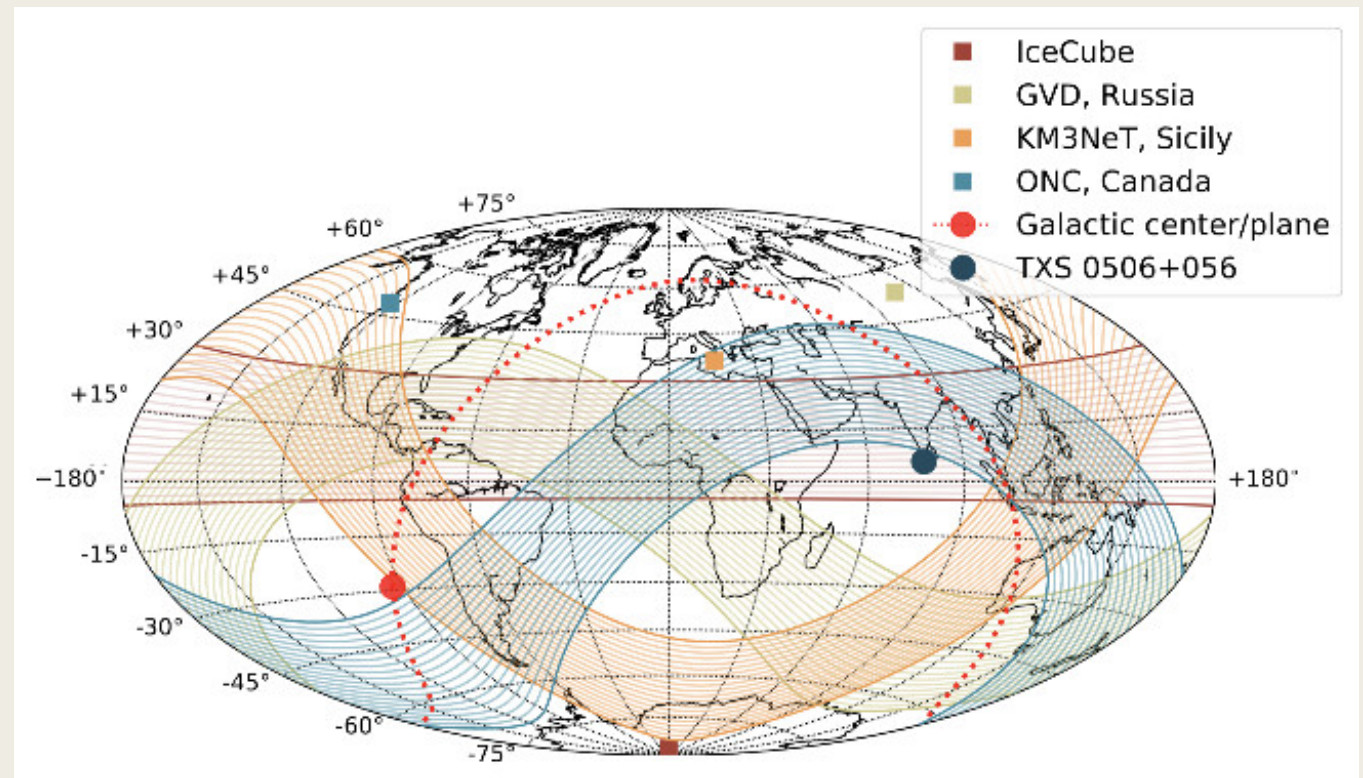 IceCube
GVD, Russia
KM3NeT, Sicily
ONC, Canada
Galactic center/plane
TXS 0506+056
+75°
+60°
+45°
+30°
+15°
−180°
+180°
-15°
-30°
-45°
-60°
-75°